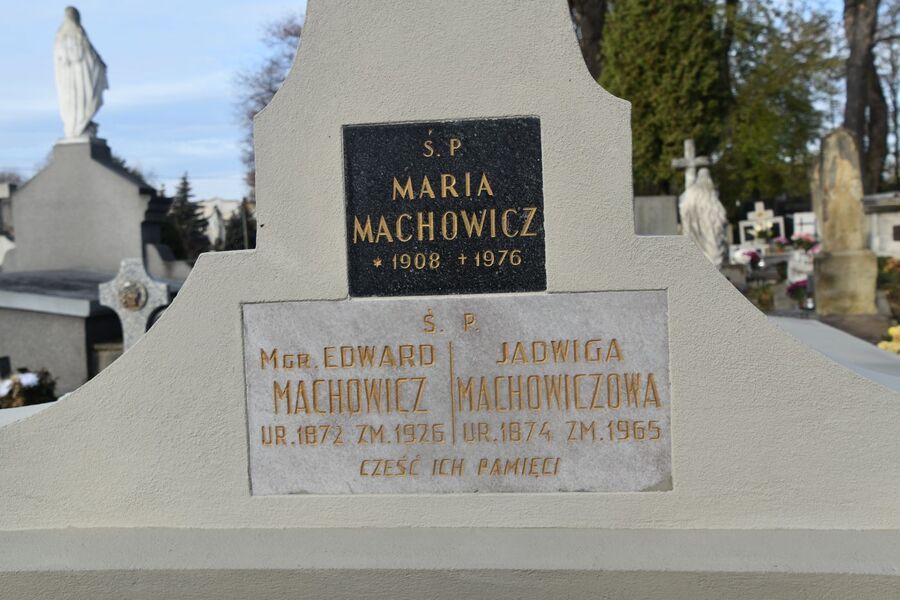 Ś. P.
MARIA
MACHOWICZ
* 1908 + 1976
Ś. P.
MGR. EDWARD
MACHOWICZ
UR. 1872 ZM. 1926
JADWIGA
MACHOWICZOWA
UR. 1874 ZM. 1965
CZEŚĆ ICH PAMIĘCI